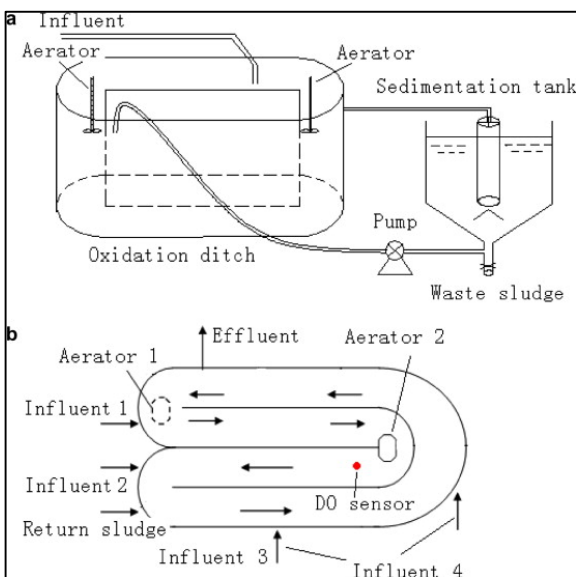 a
Influent
Aerator
Aerator
Sedimentation tank
Pump
Oxidation ditch
Waste sludge
b
Effluent
Aerator 1
Aerator 2
Influent 1
Influent 2
DO sensor
Return sludge
Influent 3
Influent 4